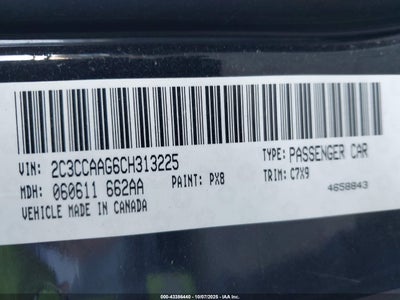 VIN: 2C3CCAAG6CH313225 TYPE: PASSENGER CAR
MDH: 060611 662AA PAINT: PX8 TRIM: C7X9
VEHICLE MADE IN CANADA 4658843
000-43386440 - 10/07/2025 - IAA Inc.